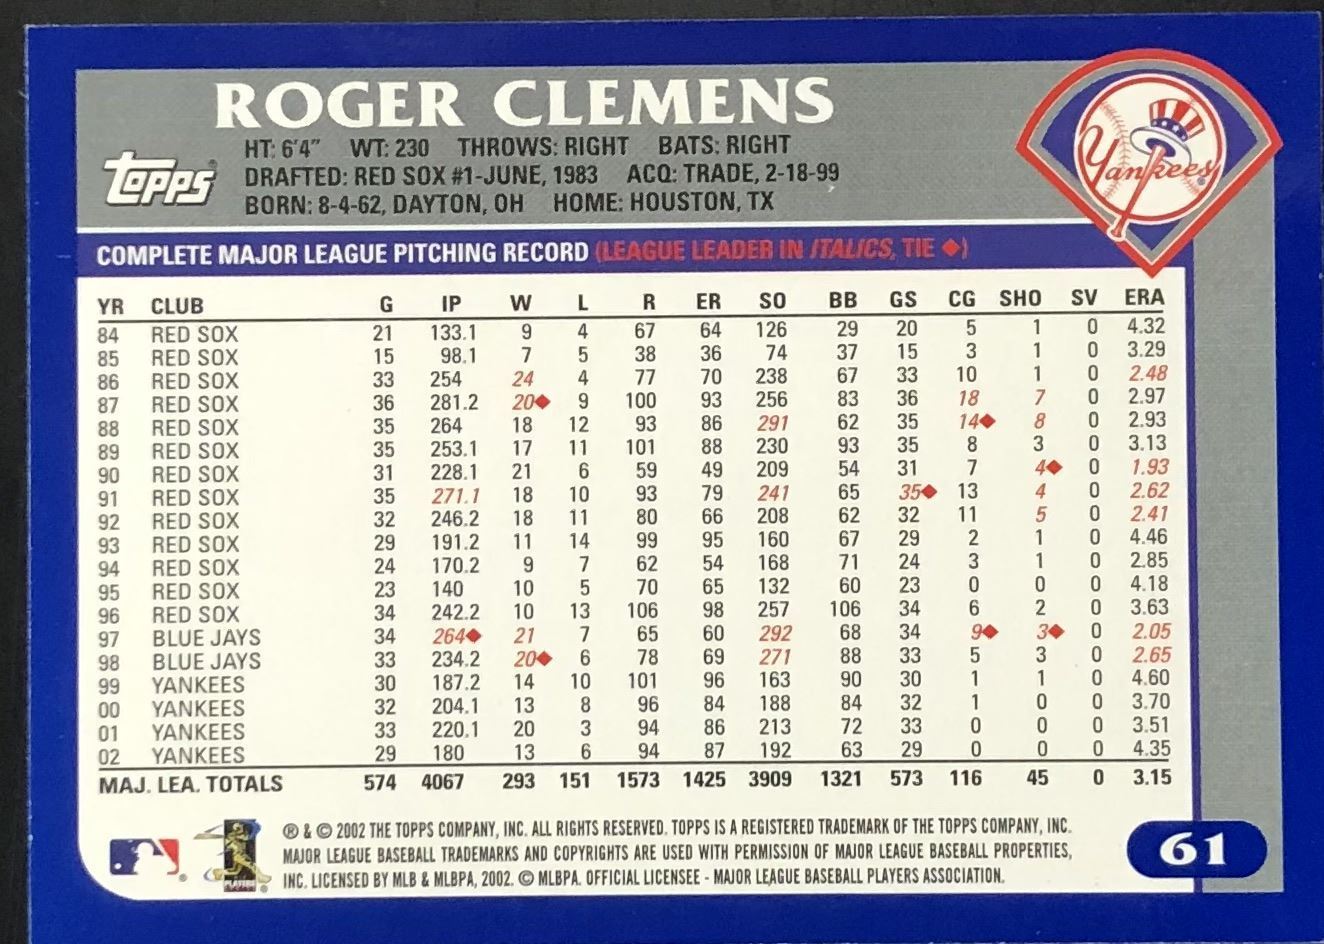 ROGER CLEMENS
Yankees
HT: 6'4" WT: 230 THROWS: RIGHT BATS: RIGHT
Topps®
DRAFTED: RED SOX #1-JUNE, 1983 ACQ: TRADE, 2-18-99
BORN: 8-4-62, DAYTON, OH HOME: HOUSTON, TX
COMPLETE MAJOR LEAGUE PITCHING RECORD (LEAGUE LEADER IN ITALICS, TIE ◆)
YR CLUB G IP W L R ER SO BB GS CG SHO SV ERA
84 RED SOX 21 133.1 9 4 67 64 126 29 20 5 1 0 4.32
85 RED SOX 15 98.1 7 5 38 36 74 37 15 3 1 0 3.29
86 RED SOX 33 254 24 4 77 70 238 67 33 10 1 0 2.48
87 RED SOX 36 281.2 20◆ 9 100 93 256 83 36 18 7 0 2.97
88 RED SOX 35 264 18 12 93 86 291 62 35 14◆ 8 0 2.93
89 RED SOX 35 253.1 17 11 101 88 230 93 35 8 3 0 3.13
90 RED SOX 31 228.1 21 6 59 49 209 54 31 7 4◆ 0 1.93
91 RED SOX 35 271.1 18 10 93 79 241 65 35◆ 13 4 0 2.62
92 RED SOX 32 246.2 18 11 80 66 208 62 32 11 5 0 2.41
93 RED SOX 29 191.2 11 14 99 95 160 67 29 2 1 0 4.46
94 RED SOX 24 170.2 9 7 62 54 168 71 24 3 1 0 2.85
95 RED SOX 23 140 10 5 70 65 132 60 23 0 0 0 4.18
96 RED SOX 34 242.2 10 13 106 98 257 106 34 6 2 0 3.63
97 BLUE JAYS 34 264◆ 21 7 65 60 292 68 34 9◆ 3◆ 0 2.05
98 BLUE JAYS 33 234.2 20◆ 6 78 69 271 88 33 5 3 0 2.65
99 YANKEES 30 187.2 14 10 101 96 163 90 30 1 1 0 4.60
00 YANKEES 32 204.1 13 8 96 84 188 84 32 1 0 0 3.70
01 YANKEES 33 220.1 20 3 94 86 213 72 33 0 0 0 3.51
02 YANKEES 29 180 13 6 94 87 192 63 29 0 0 0 4.35
MAJ. LEA. TOTALS 574 4067 293 151 1573 1425 3909 1321 573 116 45 0 3.15
® & © 2002 THE TOPPS COMPANY, INC. ALL RIGHTS RESERVED. TOPPS IS A REGISTERED TRADEMARK OF THE TOPPS COMPANY, INC.
MAJOR LEAGUE BASEBALL TRADEMARKS AND COPYRIGHTS ARE USED WITH PERMISSION OF MAJOR LEAGUE BASEBALL PROPERTIES,
INC. LICENSED BY MLB & MLBPA, 2002. © MLBPA. OFFICIAL LICENSEE - MAJOR LEAGUE BASEBALL PLAYERS ASSOCIATION.
PLAYERS
61